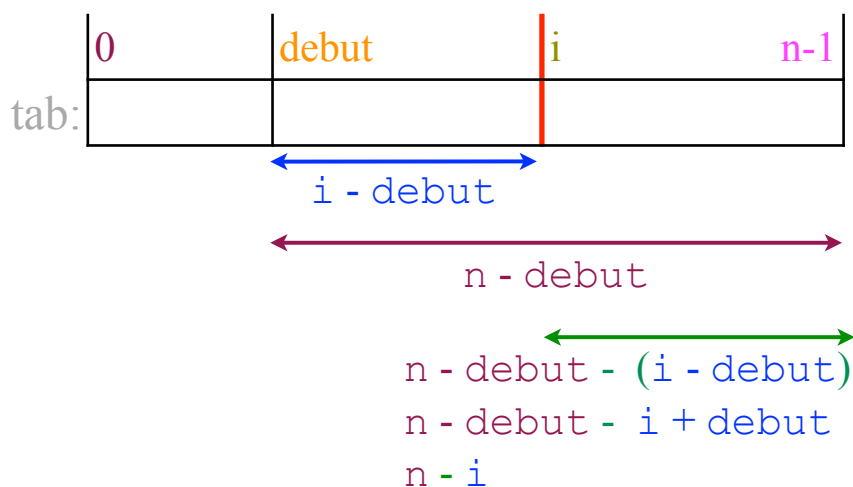 0 debut i n-1
tab:
i - debut
n - debut
n - debut - (i - debut)
n - debut - i + debut
n - i